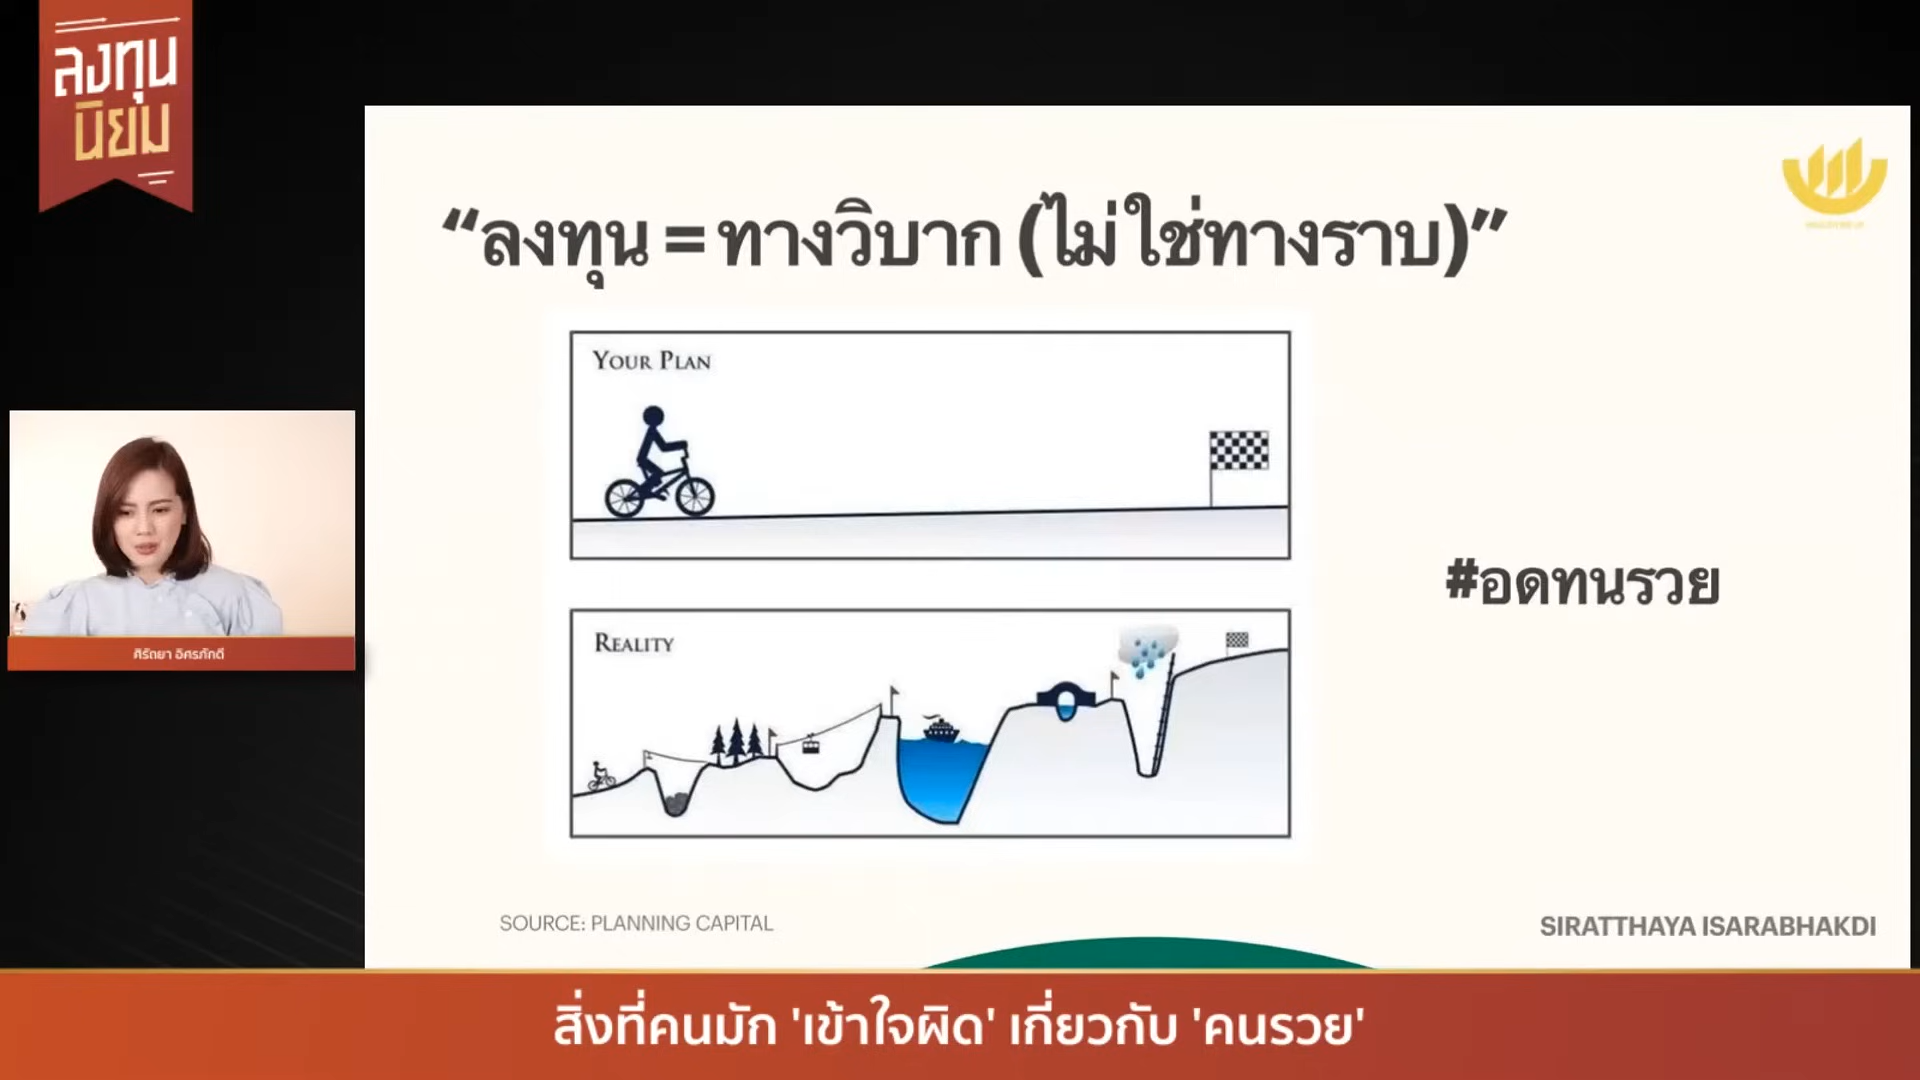 ลงทุน
นิยม
“ลงทุน = ทางวิบาก (ไม่ใช่ทางราบ)”
YOUR PLAN
#อดทนรวย
REALITY
ศิรัถยา อิศรภักดี
SOURCE: PLANNING CAPITAL
SIRATTHAYA ISARABHAKDI
สิ่งที่คนมัก 'เข้าใจผิด' เกี่ยวกับ 'คนรวย'